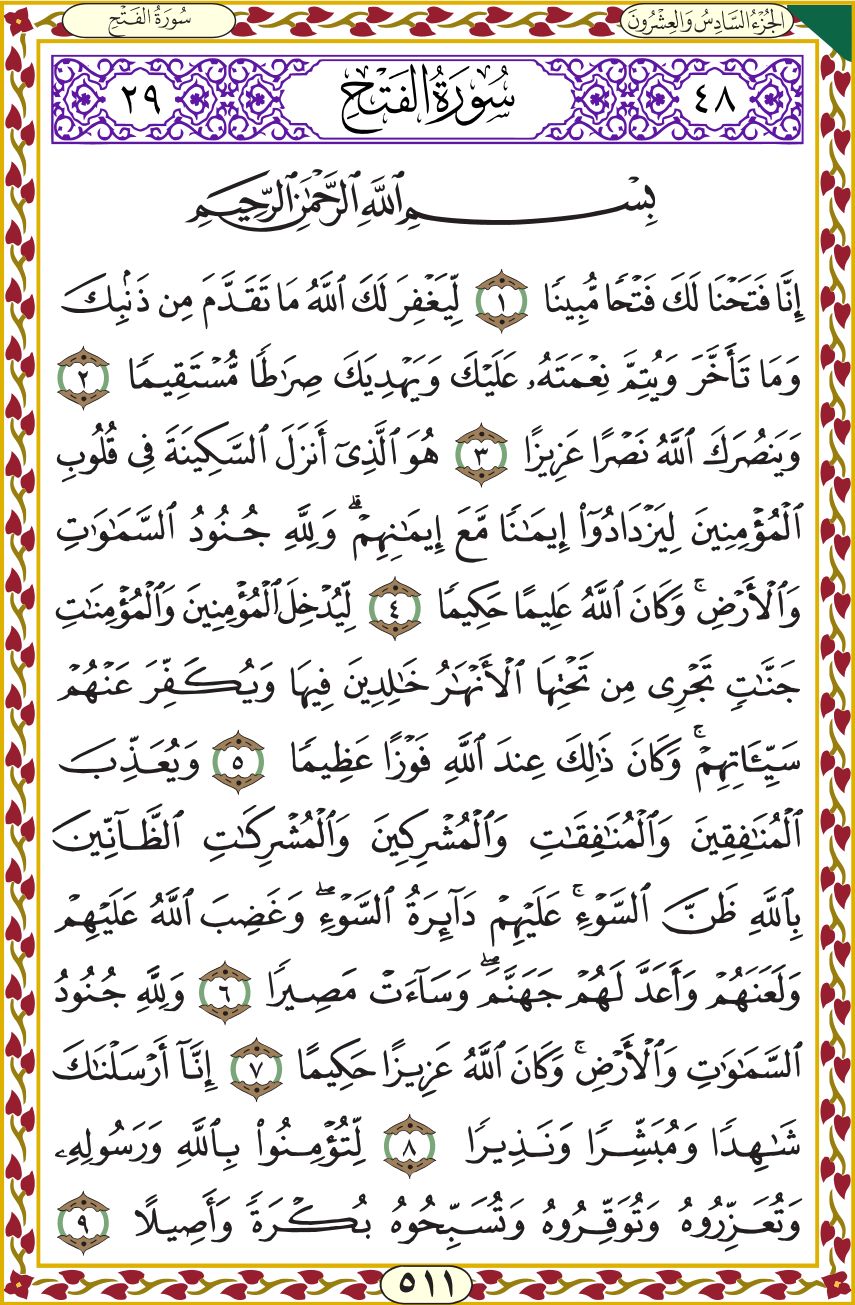 الجُزْءُ السَّادِسُ وَالعِشْرُونَ
سُورَةُ الفَتْحِ
٤٨ سُورَةُ الفَتْحِ ٢٩
بِسْمِ ٱللَّهِ ٱلرَّحْمَٰنِ ٱلرَّحِيمِ
إِنَّا فَتَحْنَا لَكَ فَتْحًا مُّبِينًا ١ لِّيَغْفِرَ لَكَ ٱللَّهُ مَا تَقَدَّمَ مِن ذَنۢبِكَ
وَمَا تَأَخَّرَ وَيُتِمَّ نِعْمَتَهُۥ عَلَيْكَ وَيَهْدِيَكَ صِرَٰطًا مُّسْتَقِيمًا ٢
وَيَنصُرَكَ ٱللَّهُ نَصْرًا عَزِيزًا ٣ هُوَ ٱلَّذِىٓ أَنزَلَ ٱلسَّكِينَةَ فِى قُلُوبِ
ٱلْمُؤْمِنِينَ لِيَزْدَادُوٓا۟ إِيمَٰنًا مَّعَ إِيمَٰنِهِمْ ۗ وَلِلَّهِ جُنُودُ ٱلسَّمَٰوَٰتِ
وَٱلْأَرْضِ ۚ وَكَانَ ٱللَّهُ عَلِيمًا حَكِيمًا ٤ لِّيُدْخِلَ ٱلْمُؤْمِنِينَ وَٱلْمُؤْمِنَٰتِ
جَنَّٰتٍ تَجْرِى مِن تَحْتِهَا ٱلْأَنْهَٰرُ خَٰلِدِينَ فِيهَا وَيُكَفِّرَ عَنْهُمْ
سَيِّـَٔاتِهِمْ ۚ وَكَانَ ذَٰلِكَ عِندَ ٱللَّهِ فَوْزًا عَظِيمًا ٥ وَيُعَذِّبَ
ٱلْمُنَٰفِقِينَ وَٱلْمُنَٰفِقَٰتِ وَٱلْمُشْرِكِينَ وَٱلْمُشْرِكَٰتِ ٱلظَّآنِّينَ
بِٱللَّهِ ظَنَّ ٱلسَّوْءِ ۚ عَلَيْهِمْ دَآئِرَةُ ٱلسَّوْءِ ۖ وَغَضِبَ ٱللَّهُ عَلَيْهِمْ
وَلَعَنَهُمْ وَأَعَدَّ لَهُمْ جَهَنَّمَ ۖ وَسَآءَتْ مَصِيرًا ٦ وَلِلَّهِ جُنُودُ
ٱلسَّمَٰوَٰتِ وَٱلْأَرْضِ ۚ وَكَانَ ٱللَّهُ عَزِيزًا حَكِيمًا ٧ إِنَّآ أَرْسَلْنَٰكَ
شَٰهِدًا وَمُبَشِّرًا وَنَذِيرًا ٨ لِّتُؤْمِنُوا۟ بِٱللَّهِ وَرَسُولِهِۦ
وَتُعَزِّرُوهُ وَتُوَقِّرُوهُ وَتُسَبِّحُوهُ بُكْرَةً وَأَصِيلًا ٩
٥١١